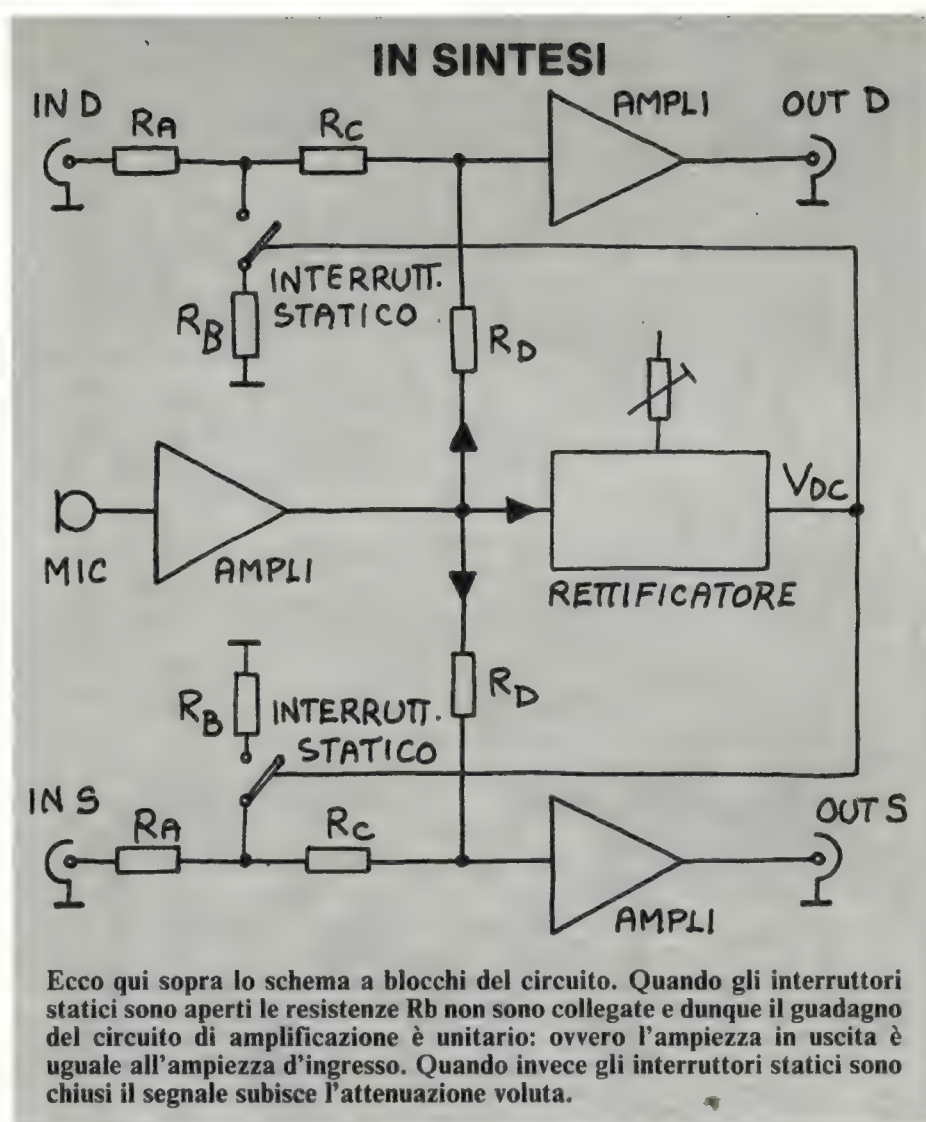 IN SINTESI
IN D
RA
RC
AMPLI
OUT D
INTERRUTT.
STATICO
RB
RD
MIC
AMPLI
VDC
RETTIFICATORE
RB
INTERRUTT.
STATICO
RD
IN S
RA
RC
AMPLI
OUT S
Ecco qui sopra lo schema a blocchi del circuito. Quando gli interruttori
statici sono aperti le resistenze Rb non sono collegate e dunque il guadagno
del circuito di amplificazione è unitario: ovvero l'ampiezza in uscita è
uguale all'ampiezza d'ingresso. Quando invece gli interruttori statici sono
chiusi il segnale subisce l'attenuazione voluta.